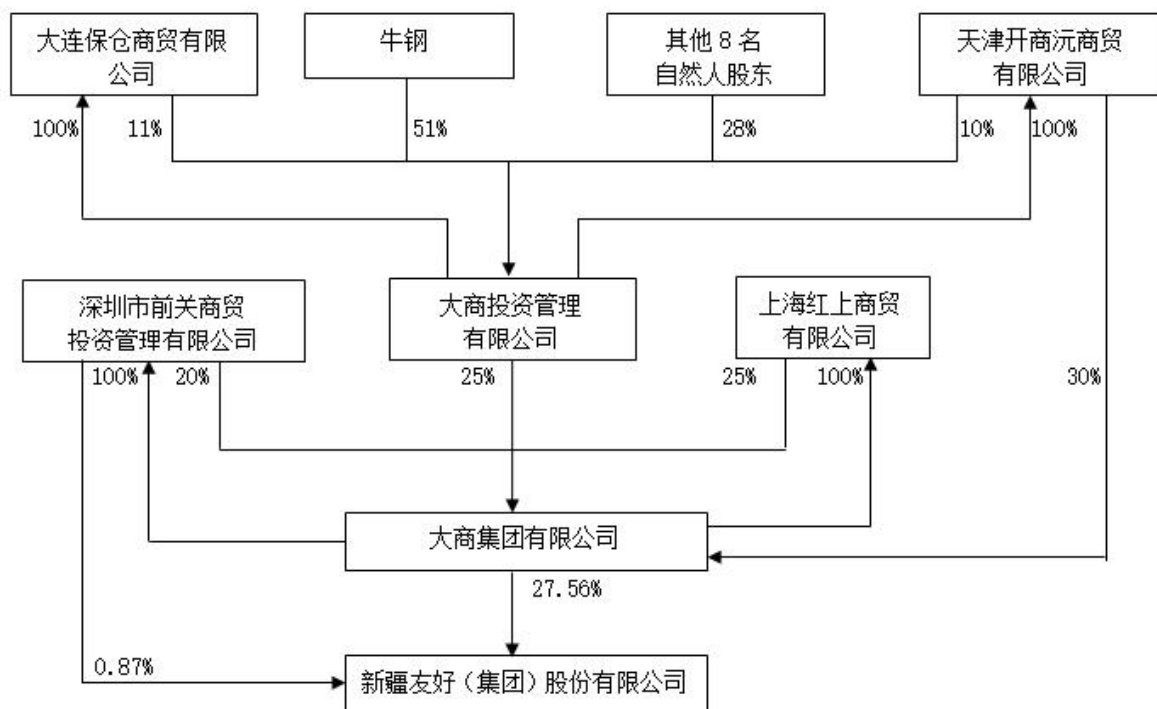 大连保仓商贸有限
公司
牛钢
其他8名
自然人股东
天津开商沅商贸
有限公司
100%
11%
51%
28%
10%
100%
深圳市前关商贸
投资管理有限公司
大商投资管理
有限公司
上海红上商贸
有限公司
100%
20%
25%
25%
100%
30%
大商集团有限公司
27.56%
0.87%
新疆友好（集团）股份有限公司